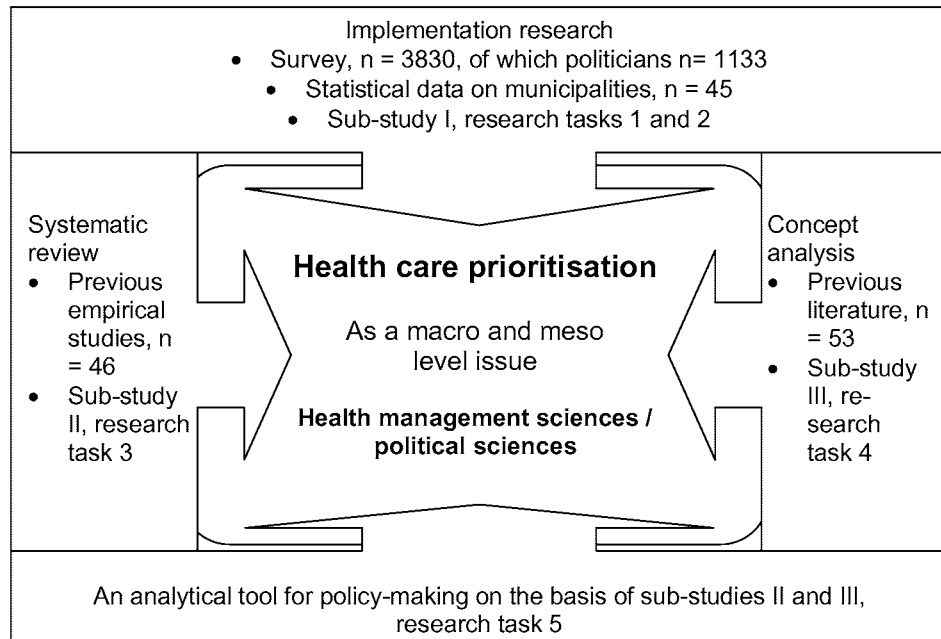 Implementation research
• Survey, n = 3830, of which politicians n= 1133
• Statistical data on municipalities, n = 45
• Sub-study I, research tasks 1 and 2
Systematic
review
• Previous
empirical
studies, n
= 46
• Sub-study
II, research
task 3
Health care prioritisation
As a macro and meso
level issue
Health management sciences /
political sciences
Concept
analysis
• Previous
literature, n
= 53
• Sub-study
III, re-
search
task 4
An analytical tool for policy-making on the basis of sub-studies II and III,
research task 5